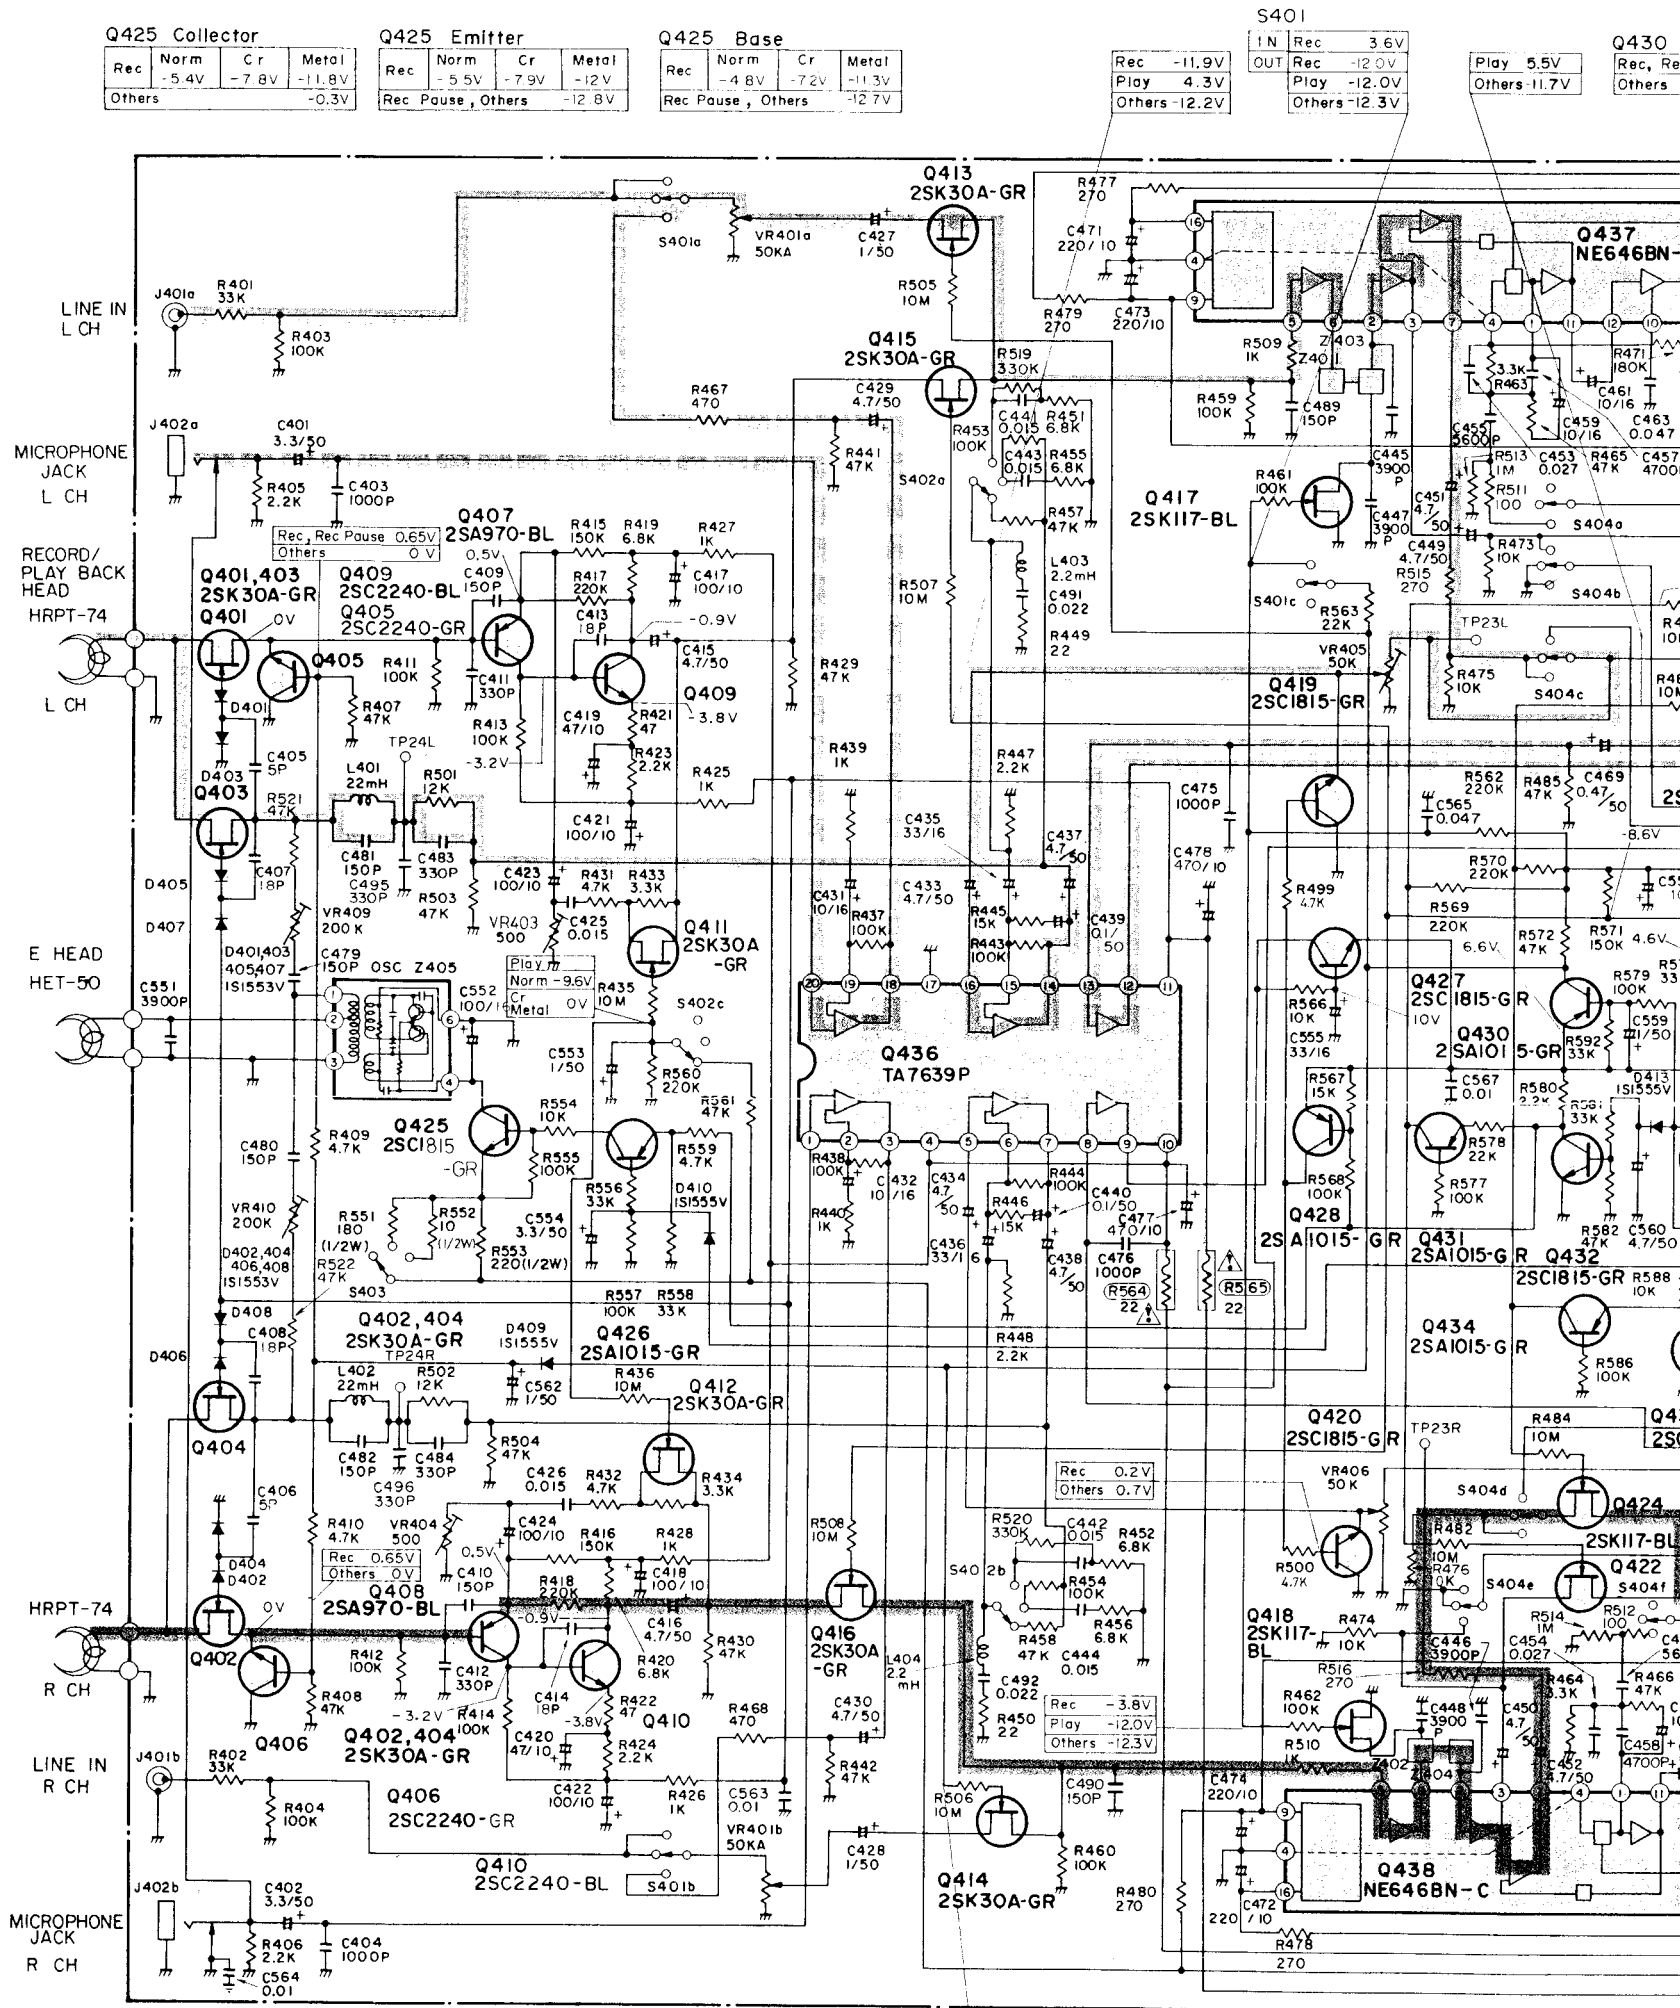 Q425 Collector
Rec Norm Cr Metal
-5.4V -7.8V -11.8V
Others -0.3V
Q425 Emitter
Rec Norm Cr Metal
-5.5V -7.9V -12V
Rec Pause, Others -12.8V
Q425 Base
Rec Norm Cr Metal
-4.8V -7.2V -11.3V
Rec Pause, Others -12.7V
Rec -11.9V
Play 4.3V
Others -12.2V
S401
IN Rec 3.6V
OUT Rec -12.0V
Play -12.0V
Others -12.3V
Play 5.5V
Others -11.7V
Q430
Rec, Re
Others
Q413
2SK30A-GR
R477
270
C471
220/10
Q437
NE646BN-
S401a
VR401a
50KA
C427
1/50
R505
10M
R479
270
C473
220/10
LINE IN
L CH
J401a
R401
33K
R403
100K
Q415
2SK30A-GR
R519
330K
R509
1K
Z401
Z403
3.3K
R463
R471
180K
R467
470
C429
4.7/50
R459
100K
C489
150P
C461
10/16
C459
10/16
C463
0.047
MICROPHONE
JACK
L CH
J402a
C401
3.3/50
R405
2.2K
C403
1000P
R441
47K
R453
100K
C441
0.015
R451
6.8K
C443
0.015
R455
6.8K
S402a
R457
47K
R461
100K
Q417
2SK117-BL
C445
3900
P
C447
3900
P
C455
5600P
R513
1M
R511
100
C453
0.027
R465
47K
C457
4700
C451
4.7
50
C449
4.7/50
R515
270
R473
10K
S404a
S404b
RECORD/
PLAY BACK
HEAD
HRPT-74
L CH
Rec, Rec Pause 0.65V
Others 0V
Q407
2SA970-BL
0.5V
Q401,403
2SK30A-GR
Q401
0V
Q409
2SC2240-BL
Q405
2SC2240-GR
C409
150P
R415
150K
R419
6.8K
R427
1K
R417
220K
C413
18P
C417
100/10
-0.9V
C415
4.7/50
R507
10M
L403
2.2mH
C491
0.022
R449
22
S401c
R563
22K
TP23L
VR405
50K
Q405
R411
100K
C411
330P
R429
47K
Q409
-3.8V
Q419
2SC1815-GR
R475
10K
S404c
D401
R407
47K
TP24L
R413
100K
C419
47/10
R421
47
R423
2.2K
-3.2V
D403
Q403
C405
5P
L401
22mH
R501
12K
R521
47K
R425
1K
R439
1K
R447
2.2K
C475
1000P
R562
220K
R485
47K
C469
0.47/50
C565
0.047
-8.6V
C421
100/10
C435
33/16
C437
4.7/50
C478
470/10
R570
220K
C407
18P
C481
150P
C495
330P
C483
330P
R503
47K
C423
100/10
R431
4.7K
R433
3.3K
D405
D407
VR409
200K
VR403
500
C425
0.015
C431
10/16
C433
4.7/50
R437
100K
R445
15K
R443
100K
C439
0.1/50
R499
4.7K
R569
220K
6.6V
R572
47K
R571
150K
4.6V
Q411
2SK30A
-GR
E HEAD
HET-50
D401,403
405,407
1S1553V
C479
150P
OSC Z405
Play
Norm -9.6V
Cr
Metal 0V
R435
10M
S402c
C551
3900P
C552
100/16
C553
1/50
R560
220K
Q436
TA7639P
R566
10K
10V
C555
33/16
Q427
2SC1815-GR
Q430
2SA1015-GR
R579
100K
C559
1/50
R592
33K
R567
15K
C567
0.01
R580
2.2K
R581
33K
D413
1S1555V
R561
47K
Q425
2SC1815
-GR
R554
10K
R555
100K
R559
4.7K
R556
33K
D410
1S1555V
C480
150P
R409
4.7K
R438
100K
C432
10/16
C434
4.7
50
R444
100K
R446
15K
C440
0.1/50
C477
470/10
R578
22K
R577
100K
R568
100K
VR410
200K
R551
180
(1/2W)
R552
10
(1/2W)
R553
220(1/2W)
C554
3.3/50
R440
1K
C436
33/16
C438
4.7/50
C476
1000P
R564
22
R565
22
Q428
2SA1015-GR
Q431
2SA1015-GR
Q432
2SC1815-GR
R582
47K
C560
4.7/50
R588
10K
D402,404
406,408
1S1553V
R522
47K
S403
D408
C408
18P
Q402,404
2SK30A-GR
R557
100K
R558
33K
D409
1S1555V
Q426
2SA1015-GR
R448
2.2K
Q434
2SA1015-GR
R586
100K
D406
TP24R
L402
22mH
R502
12K
C562
1/50
R436
10M
Q412
2SK30A-GR
Q404
R504
47K
Q420
2SC1815-GR
TP23R
R484
10M
C482
150P
C484
330P
C496
330P
C426
0.015
R432
4.7K
R434
3.3K
Rec 0.2V
Others 0.7V
VR406
50K
S404d
Q424
2SK117-BL
C406
5P
R410
4.7K
VR404
500
C424
100/10
R416
150K
R428
1K
R508
10M
R520
330K
C442
0.015
R452
6.8K
R482
10M
R476
10K
D404
D402
Rec 0.65V
Others 0V
0.5V
C410
150P
R418
220K
C418
100/10
S402b
R454
100K
R500
4.7K
S404e
Q422
S404f
HRPT-74
R CH
0V
Q408
2SA970-BL
-0.9V
C416
4.7/50
Q416
2SK30A
-GR
R458
47K
R456
6.8K
C444
0.015
Q418
2SK117-
BL
R474
10K
R514
1M
R512
100
C446
3900P
C454
0.027
Q402
R412
100K
C412
330P
C414
18P
R420
6.8K
R430
47K
L404
2.2
mH
R516
270
R464
3.3K
R466
47K
R408
47K
-3.2V
R414
100K
-3.8V
R422
47
Q410
R468
470
C430
4.7/50
C492
0.022
R450
22
Rec -3.8V
Play -12.0V
Others -12.3V
R462
100K
R510
1K
C448
3900
P
C450
4.7
50
C452
4.7/50
C458
4700P
Q406
Q402,404
2SK30A-GR
C420
47/10
R424
2.2K
LINE IN
R CH
J401b
R402
33K
R404
100K
Q406
2SC2240-GR
C422
100/10
R426
1K
C563
0.01
R442
47K
R506
10M
C490
150P
C474
220/10
Z402
Z404
VR401b
50KA
C428
1/50
R460
100K
Q410
2SC2240-BL
S401b
Q414
2SK30A-GR
R480
270
C472
220/10
Q438
NE646BN-C
MICROPHONE
JACK
R CH
J402b
C402
3.3/50
R406
2.2K
C404
1000P
C564
0.01
R478
270